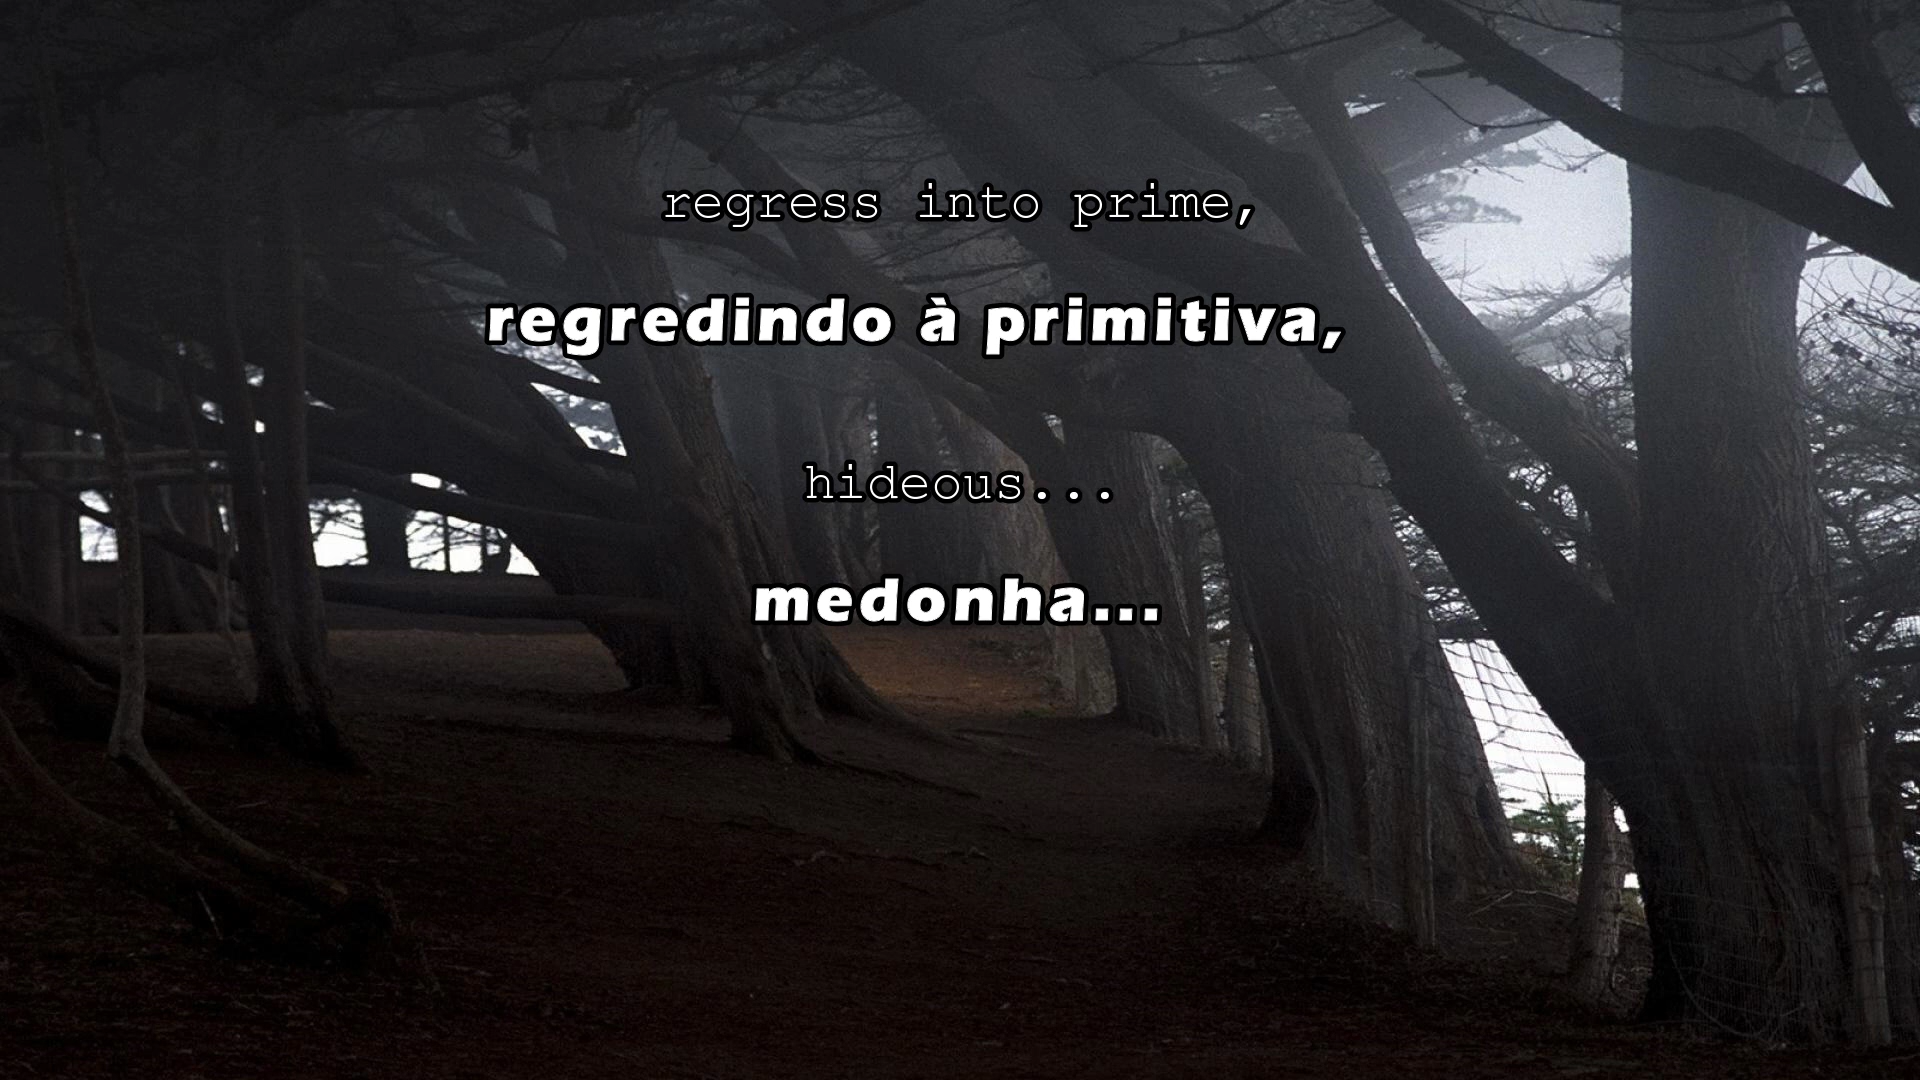 regress into prime,
regredindo à primitiva,
hideous...
medonha...